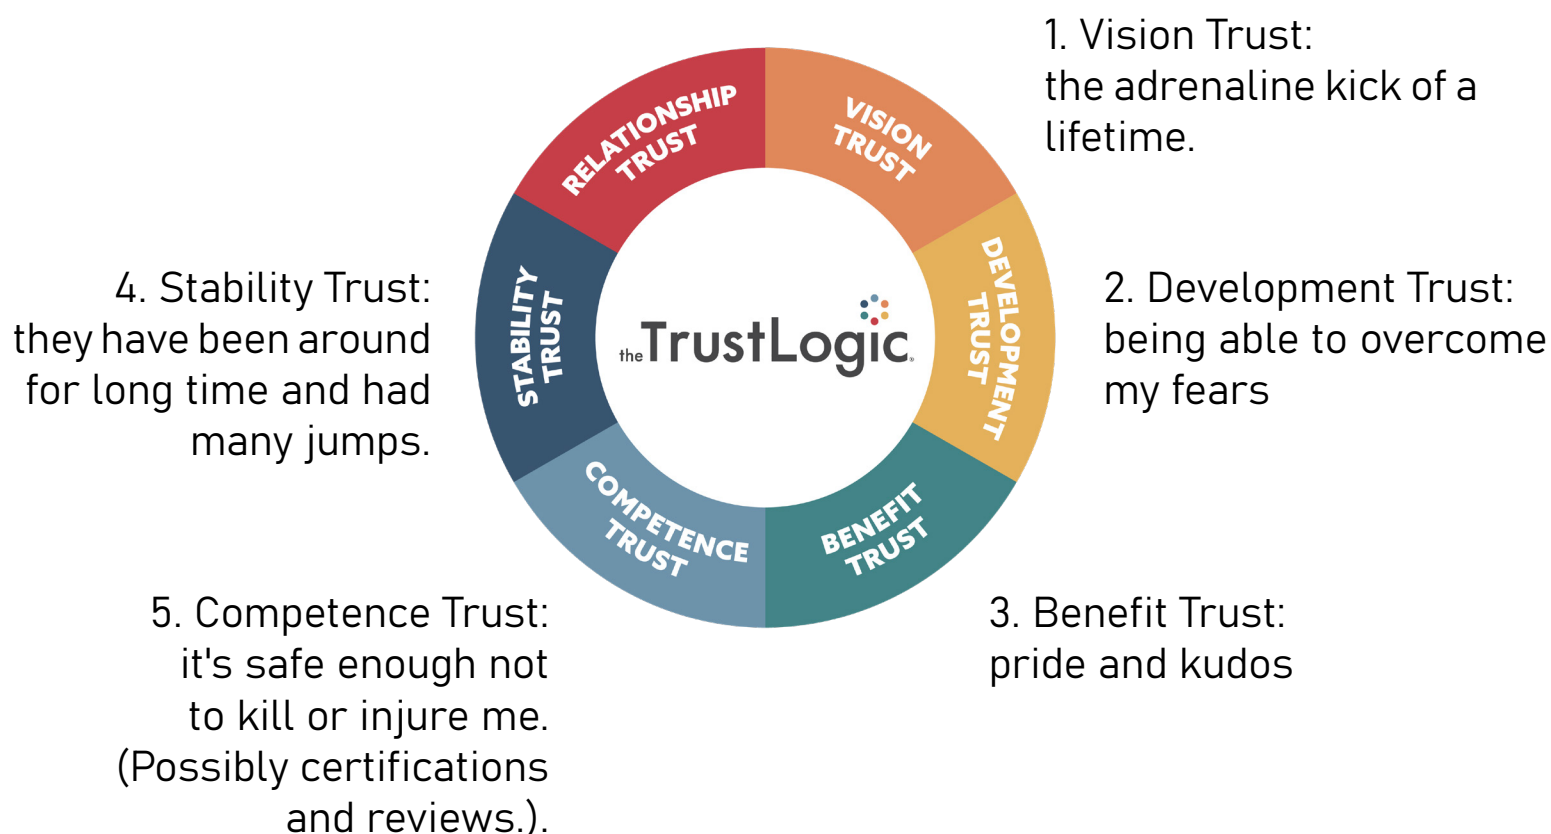 1. Vision Trust:
the adrenaline kick of a
lifetime.
RELATIONSHIP
TRUST
VISION
TRUST
DEVELOPMENT
TRUST
2. Development Trust:
being able to overcome
my fears
4. Stability Trust:
they have been around
for long time and had
many jumps.
STABILITY
TRUST
the TrustLogic
COMPETENCE
TRUST
BENEFIT
TRUST
3. Benefit Trust:
pride and kudos
5. Competence Trust:
it's safe enough not
to kill or injure me.
(Possibly certifications
and reviews.).